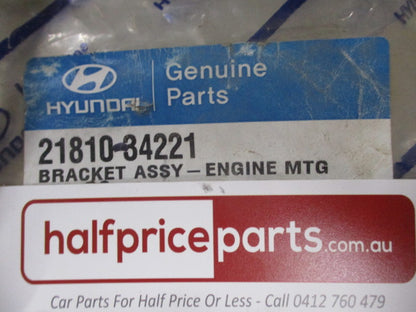 HYUNDAI
Genuine
Parts
21810-34221
BRACKET ASSY-ENGINE MTG
halfpriceparts.com.au
Car Parts For Half Price Or Less - Call 0412 760 479